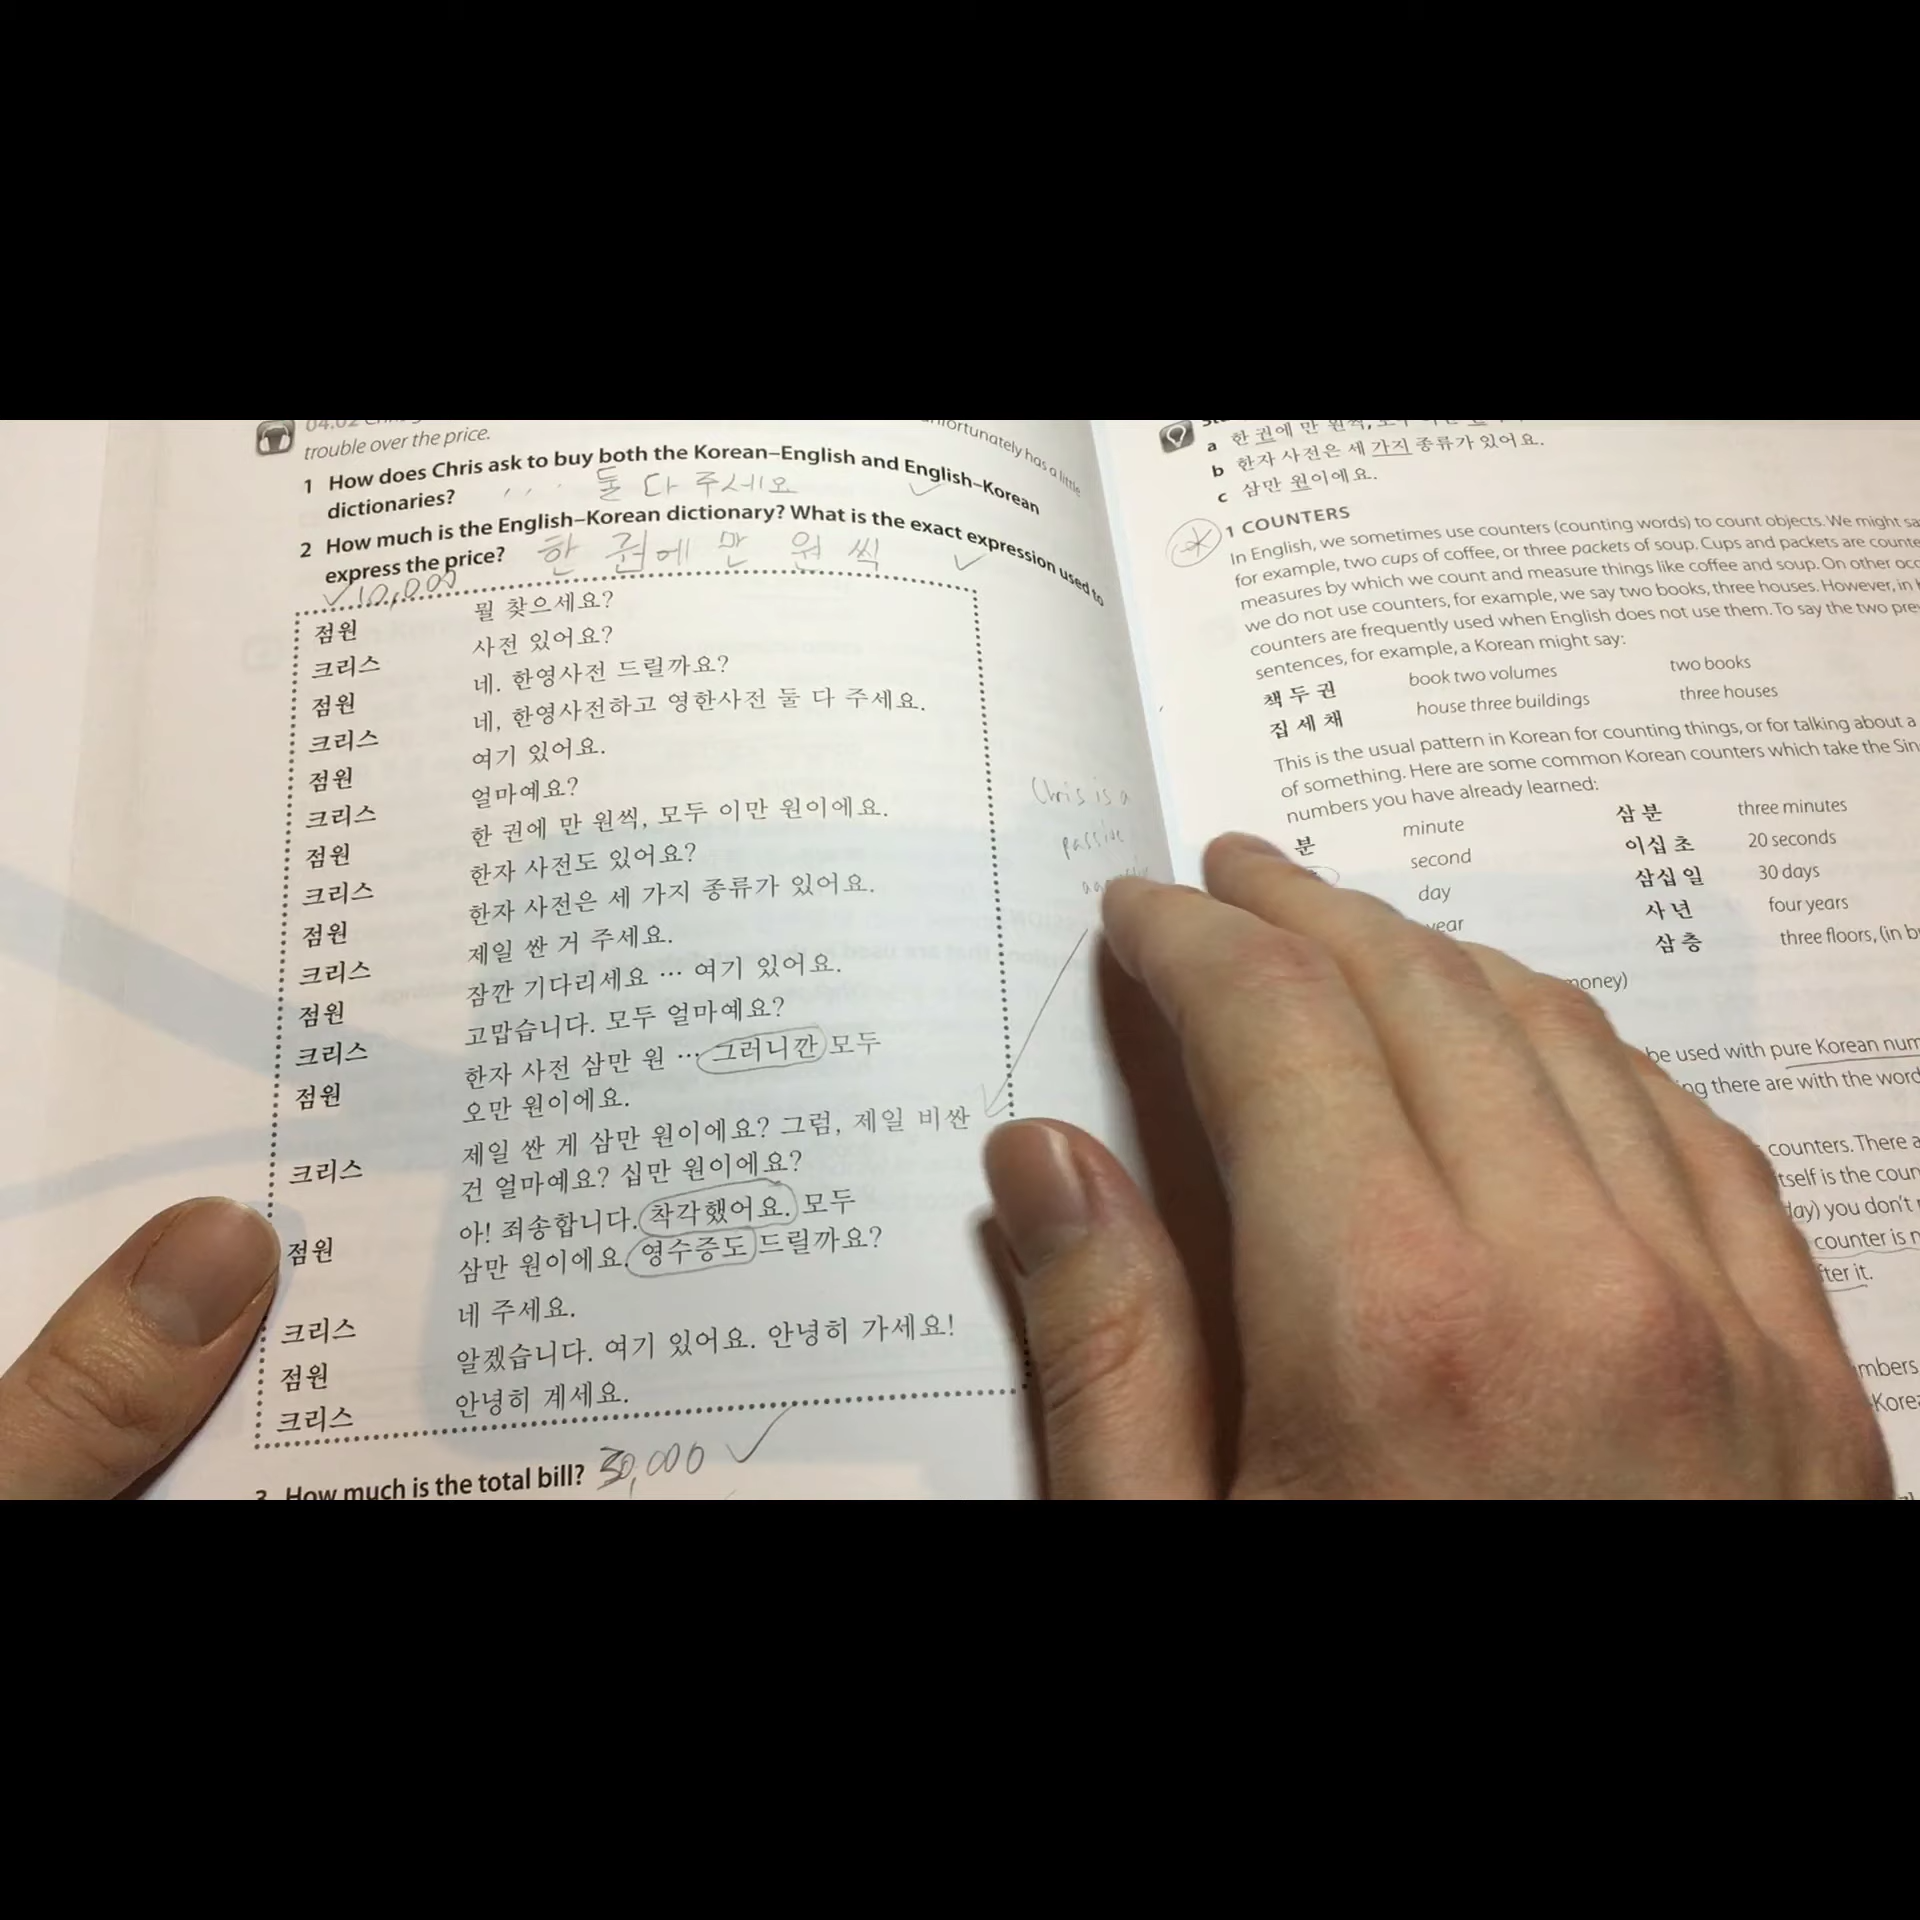 04.02
unfortunately has a little
trouble over the price.
1 How does Chris ask to buy both the Korean–English and English–Korean
dictionaries? ... 둘 다 주세요
2 How much is the English–Korean dictionary? What is the exact expression used to
express the price? 한 권에 만 원 씩
10,000
점원 뭘 찾으세요?
크리스 사전 있어요?
점원 네. 한영사전 드릴까요?
크리스 네, 한영사전하고 영한사전 둘 다 주세요.
점원 여기 있어요.
크리스 얼마예요?
점원 한 권에 만 원씩, 모두 이만 원이에요.
크리스 한자 사전도 있어요?
점원 한자 사전은 세 가지 종류가 있어요.
크리스 제일 싼 거 주세요.
점원 잠깐 기다리세요 … 여기 있어요.
크리스 고맙습니다. 모두 얼마예요?
점원 한자 사전 삼만 원 … 그러니깐 모두
오만 원이에요.
크리스 제일 싼 게 삼만 원이에요? 그럼, 제일 비싼
건 얼마예요? 십만 원이에요?
점원 아! 죄송합니다. 착각했어요. 모두
삼만 원이에요. 영수증도 드릴까요?
크리스 네 주세요.
점원 알겠습니다. 여기 있어요. 안녕히 가세요!
크리스 안녕히 계세요.
Chris is a
passive
3 How much is the total bill? 30,000
a 한 권에 만 원씩,
b 한자 사전은 세 가지 종류가 있어요.
c 삼만 원이에요.
1 COUNTERS
In English, we sometimes use counters (counting words) to count objects. We might
for example, two cups of coffee, or three packets of soup. Cups and packets are
measures by which we count and measure things like coffee and soup. On other
we do not use counters, for example, we say two books, three houses. However, in
counters are frequently used when English does not use them. To say the two
sentences, for example, a Korean might say:
책 두 권 book two volumes two books
집 세 채 house three buildings three houses
This is the usual pattern in Korean for counting things, or for talking about a
of something. Here are some common Korean counters which take the
numbers you have already learned:
분 minute 삼 분 three minutes
second 이십 초 20 seconds
day 삼십 일 30 days
year 사 년 four years
삼 층 three floors, (in
money)
be used with pure Korean
there are with the word
counters. There
itself is the
day) you don't
counter is
after it.